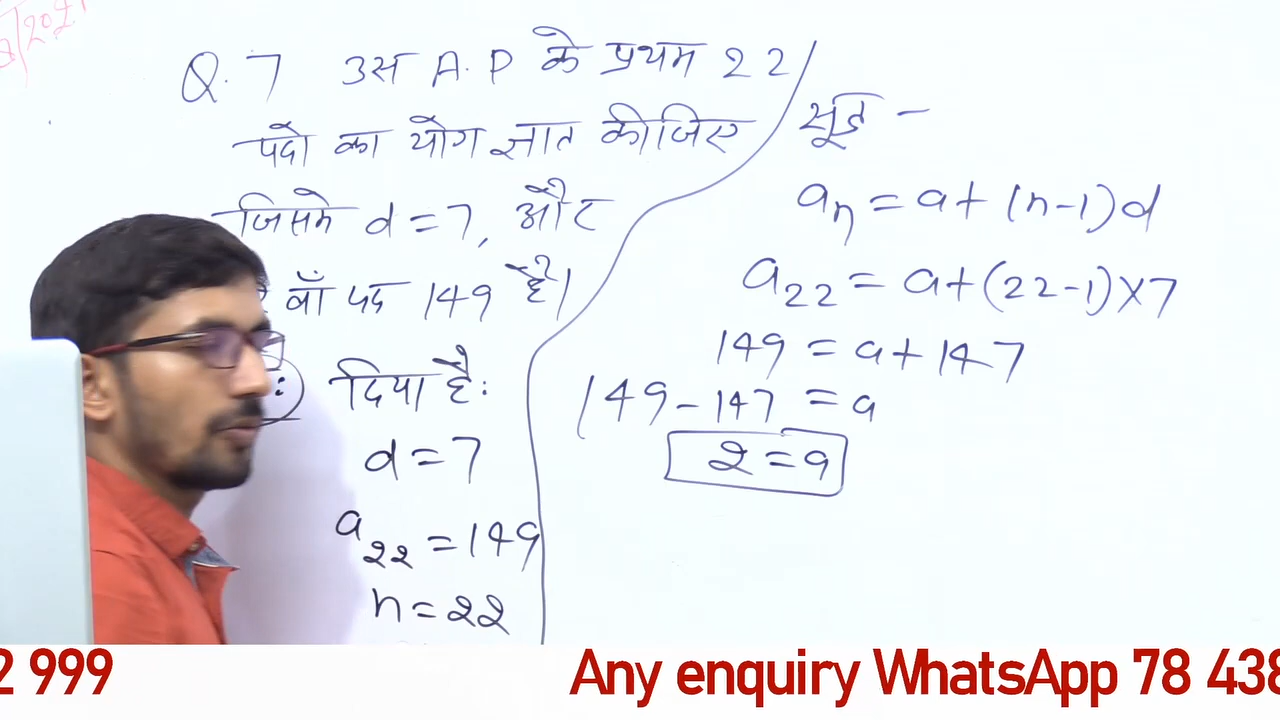 Q. 7 उस A.P के प्रथम 22
पदो का योग ज्ञात कीजिए
जिसमे d = 7, और
वाँ पद 149 है।
दिया है:
d = 7
a₂₂ = 149
n = 22
सूत्र -
aₙ = a + (n-1)d
a₂₂ = a + (22-1)×7
149 = a + 147
149 - 147 = a
2 = a
2 999
Any enquiry WhatsApp 78 438